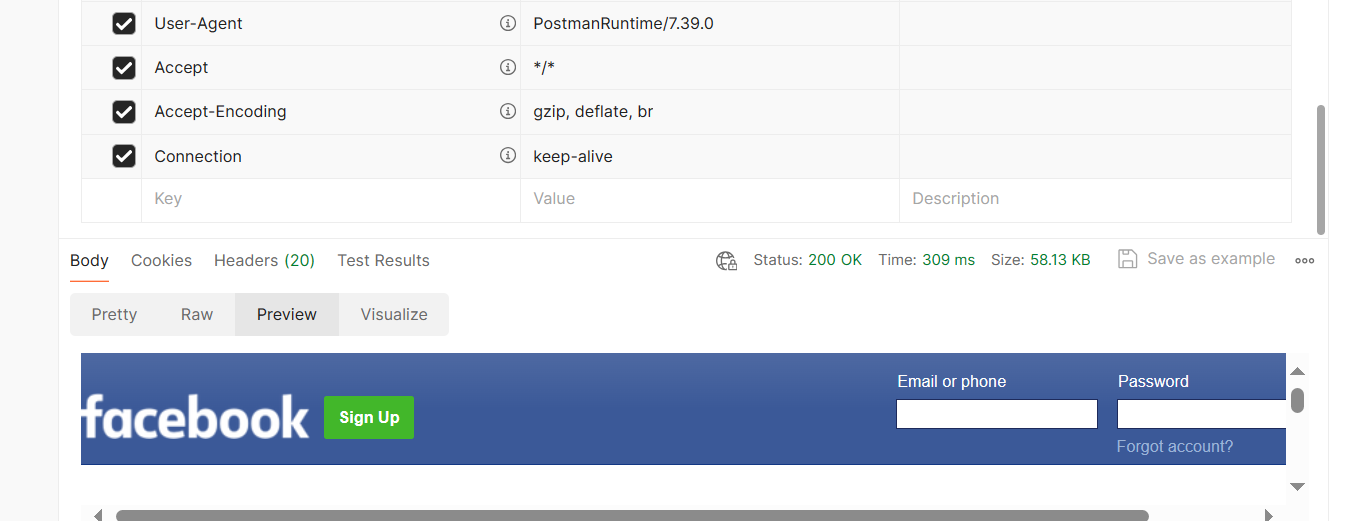 User-Agent PostmanRuntime/7.39.0
Accept */*
Accept-Encoding gzip, deflate, br
Connection keep-alive
Key Value Description
Body Cookies Headers (20) Test Results Status: 200 OK Time: 309 ms Size: 58.13 KB Save as example
Pretty Raw Preview Visualize
Email or phone Password
facebook Sign Up
Forgot account?